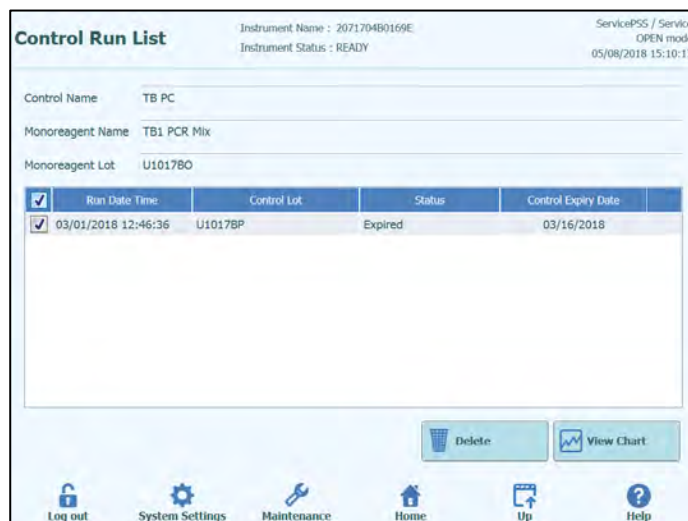 Control Run List
Instrument Name : 2071704B0169E
Instrument Status : READY
ServicePSS / Service
OPEN mode
05/08/2018 15:10:1
Control Name TB PC
Monoreagent Name TB1 PCR Mix
Monoreagent Lot U1017BO
Run Date Time Control Lot Status Control Expiry Date
03/01/2018 12:46:36 U1017BP Expired 03/16/2018
Delete View Chart
Log out System Settings Maintenance Home Up Help